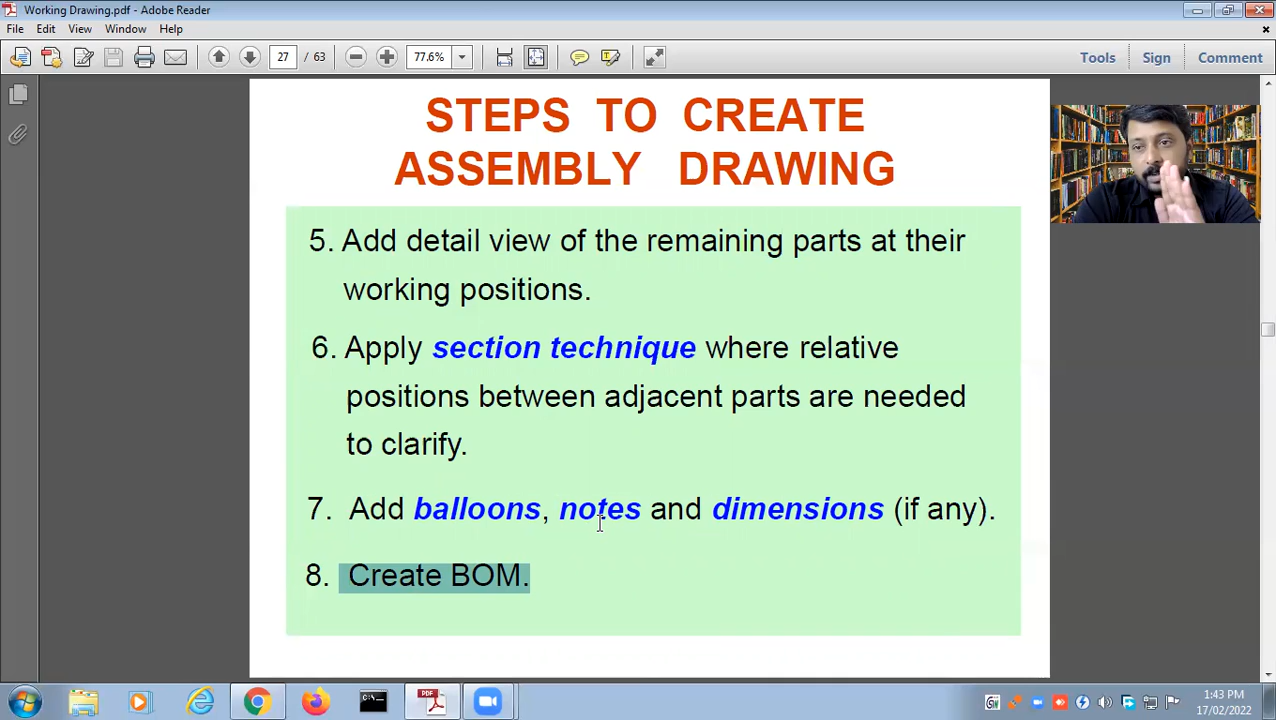 Working Drawing.pdf - Adobe Reader
File Edit View Window Help
27 / 63 77.6% Tools Sign Comment
STEPS TO CREATE
ASSEMBLY DRAWING
5. Add detail view of the remaining parts at their
working positions.
6. Apply section technique where relative
positions between adjacent parts are needed
to clarify.
7. Add balloons, notes and dimensions (if any).
8. Create BOM.
PDF
1:43 PM
17/02/2022